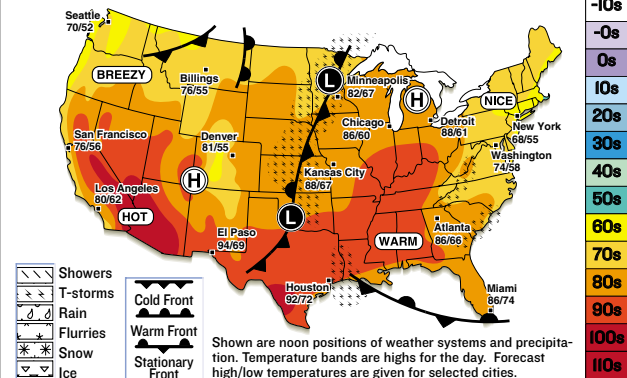 Seattle
70/52
BREEZY
Billings
76/55
L
Minneapolis
82/67
H
NICE
Chicago
86/60
Detroit
88/61
New York
68/55
Washington
74/58
San Francisco
76/56
Denver
81/55
H
Kansas City
88/67
Los Angeles
80/62
HOT
L
El Paso
94/69
WARM
Atlanta
86/66
Houston
92/72
Miami
86/74
Showers
T-storms
Rain
Flurries
Snow
Ice
Cold Front
Warm Front
Stationary
Front
Shown are noon positions of weather systems and precipita-
tion. Temperature bands are highs for the day. Forecast
high/low temperatures are given for selected cities.
-10s
-0s
0s
10s
20s
30s
40s
50s
60s
70s
80s
90s
100s
110s